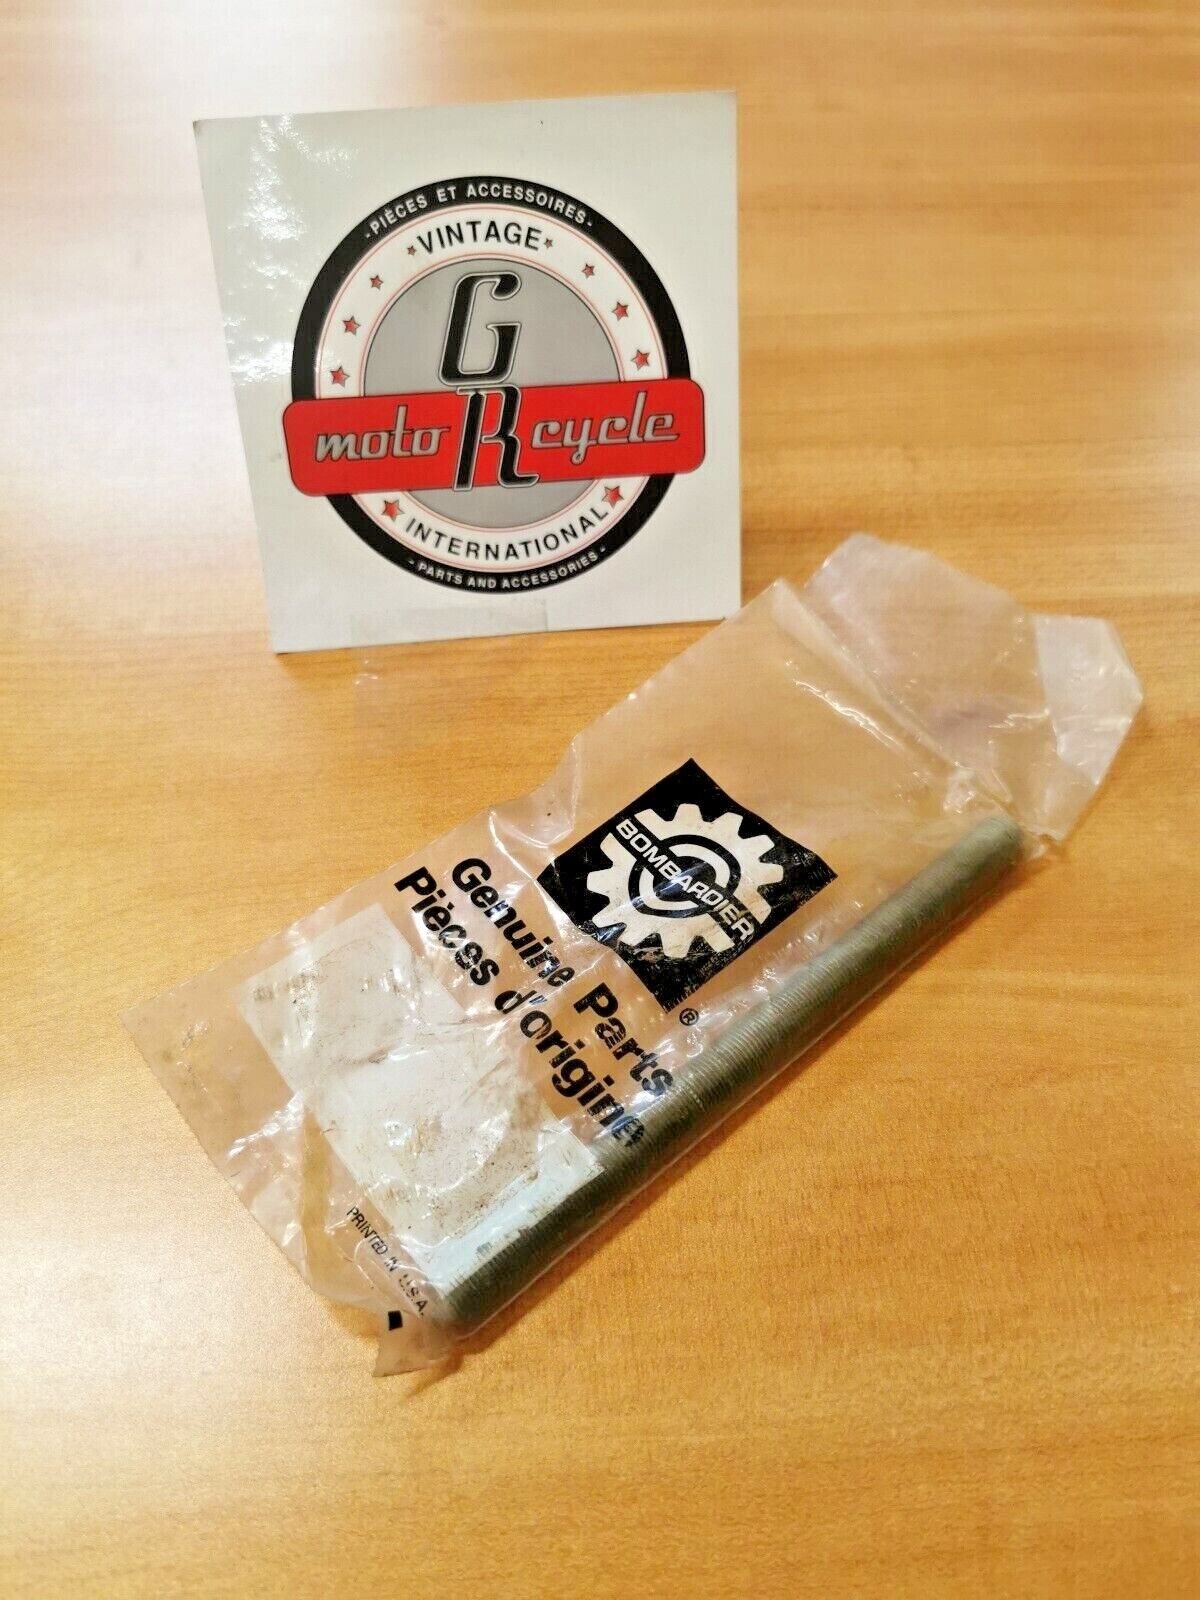 -PIÈCES ET ACCESSOIRES-
VINTAGE
G
moto R cycle
INTERNATIONAL
- PARTS AND ACCESSORIES -
BOMBARDIER
®
Genuine Parts
Pièces d'origine
PRINTED IN U.S.A.